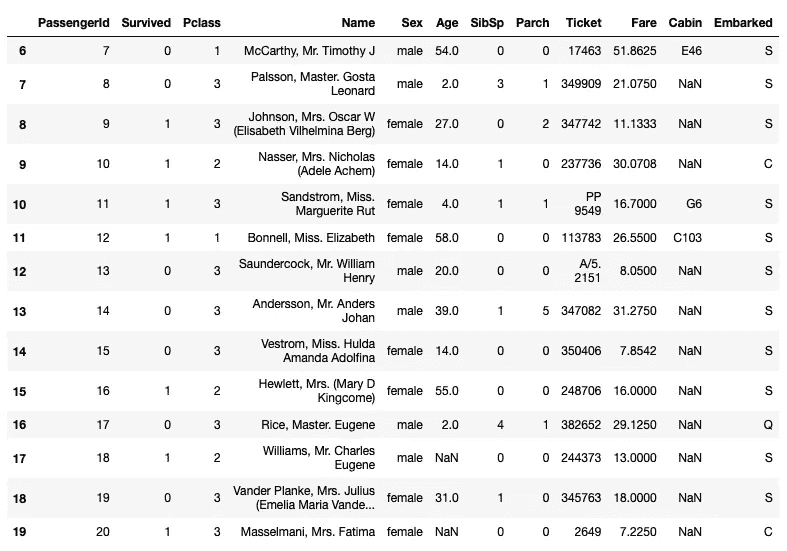 PassengerId Survived Pclass Name Sex Age SibSp Parch Ticket Fare Cabin Embarked
6 7 0 1 McCarthy, Mr. Timothy J male 54.0 0 0 17463 51.8625 E46 S
7 8 0 3 Palsson, Master. Gosta male 2.0 3 1 349909 21.0750 NaN S
Leonard
8 9 1 3 Johnson, Mrs. Oscar W female 27.0 0 2 347742 11.1333 NaN S
(Elisabeth Vilhelmina Berg)
9 10 1 2 Nasser, Mrs. Nicholas female 14.0 1 0 237736 30.0708 NaN C
(Adele Achem)
10 11 1 3 Sandstrom, Miss. female 4.0 1 1 PP 16.7000 G6 S
Marguerite Rut 9549
11 12 1 1 Bonnell, Miss. Elizabeth female 58.0 0 0 113783 26.5500 C103 S
12 13 0 3 Saundercock, Mr. William male 20.0 0 0 A/5. 8.0500 NaN S
Henry 2151
13 14 0 3 Andersson, Mr. Anders male 39.0 1 5 347082 31.2750 NaN S
Johan
14 15 0 3 Vestrom, Miss. Hulda female 14.0 0 0 350406 7.8542 NaN S
Amanda Adolfina
15 16 1 2 Hewlett, Mrs. (Mary D female 55.0 0 0 248706 16.0000 NaN S
Kingcome)
16 17 0 3 Rice, Master. Eugene male 2.0 4 1 382652 29.1250 NaN Q
17 18 1 2 Williams, Mr. Charles male NaN 0 0 244373 13.0000 NaN S
Eugene
18 19 0 3 Vander Planke, Mrs. Julius female 31.0 1 0 345763 18.0000 NaN S
(Emelia Maria Vande...
19 20 1 3 Masselmani, Mrs. Fatima female NaN 0 0 2649 7.2250 NaN C